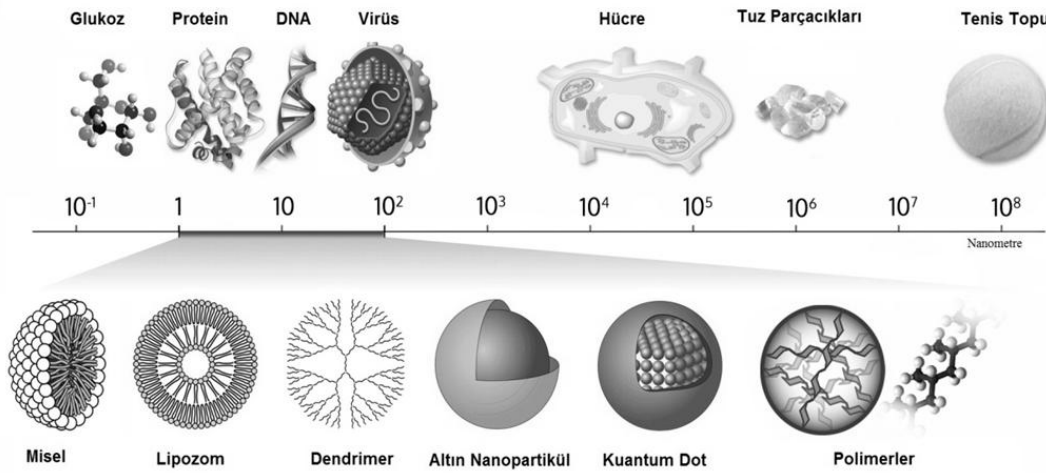 Glukoz Protein DNA Virüs Hücre Tuz Parçacıkları Tenis Topu
10⁻¹ 1 10 10² 10³ 10⁴ 10⁵ 10⁶ 10⁷ 10⁸
Nanometre
Misel Lipozom Dendrimer Altın Nanopartikül Kuantum Dot Polimerler